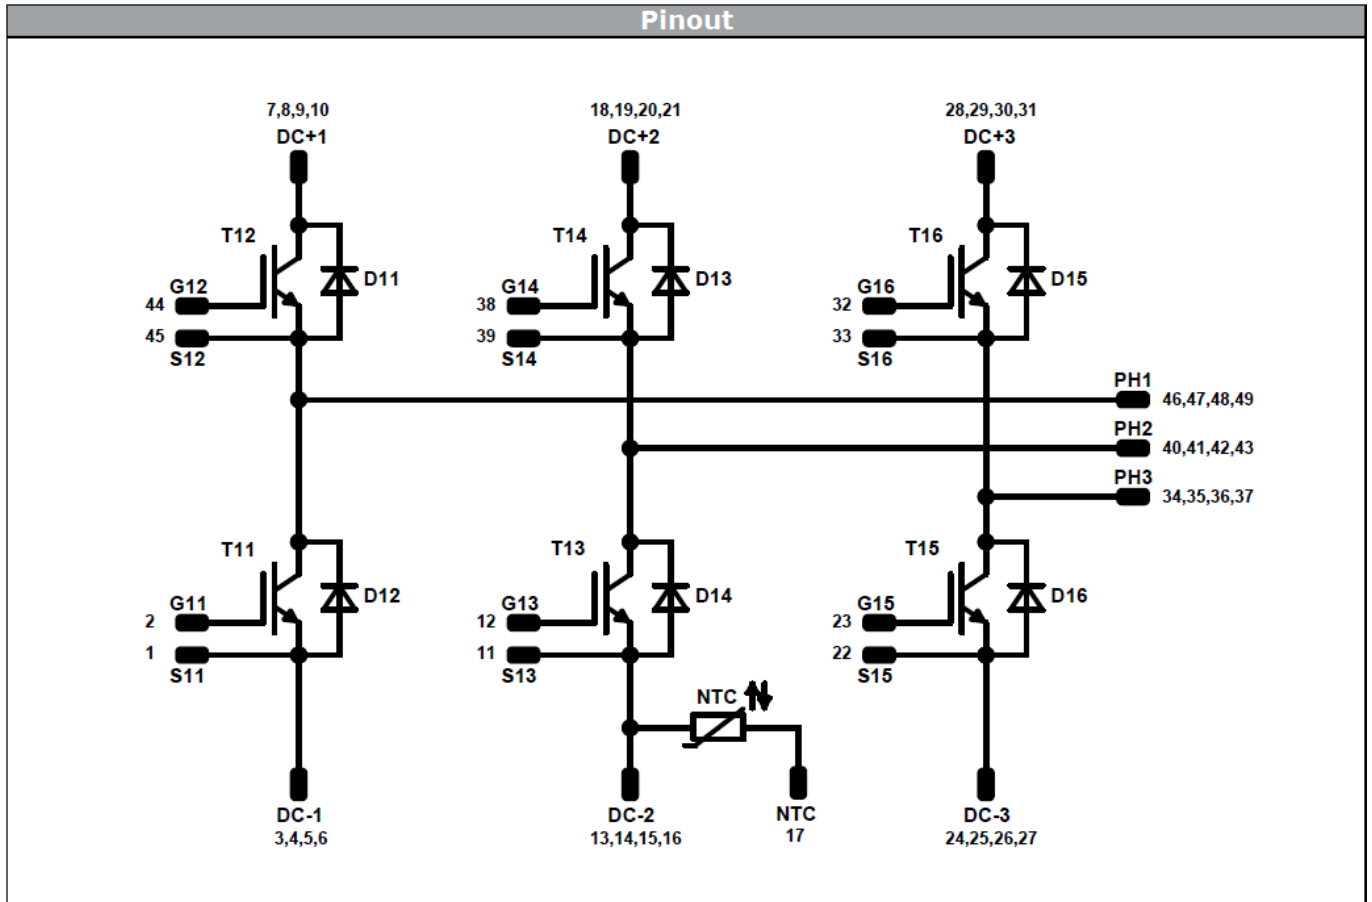 Pinout
7,8,9,10
18,19,20,21
28,29,30,31
DC+1
DC+2
DC+3
T12
T14
T16
G12
D11
G14
D13
G16
D15
44
38
32
45
39
33
S12
S14
S16
PH1
46,47,48,49
PH2
40,41,42,43
PH3
34,35,36,37
T11
T13
T15
G11
D12
G13
D14
G15
D16
2
12
23
1
11
22
S11
S13
S15
NTC
DC-1
DC-2
NTC
DC-3
3,4,5,6
13,14,15,16
17
24,25,26,27